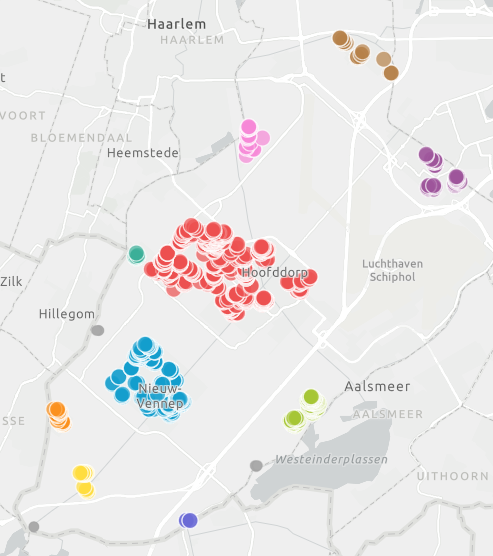 Haarlem
HAARLEM
t
VOORT
BLOEMENDAAL
Heemstede
Luchthaven
Schiphol
Hoofddorp
Zilk
Hillegom
Nieuw-
Vennep
Aalsmeer
AALSMEER
SSE
Westeinderplassen
UITHOORN